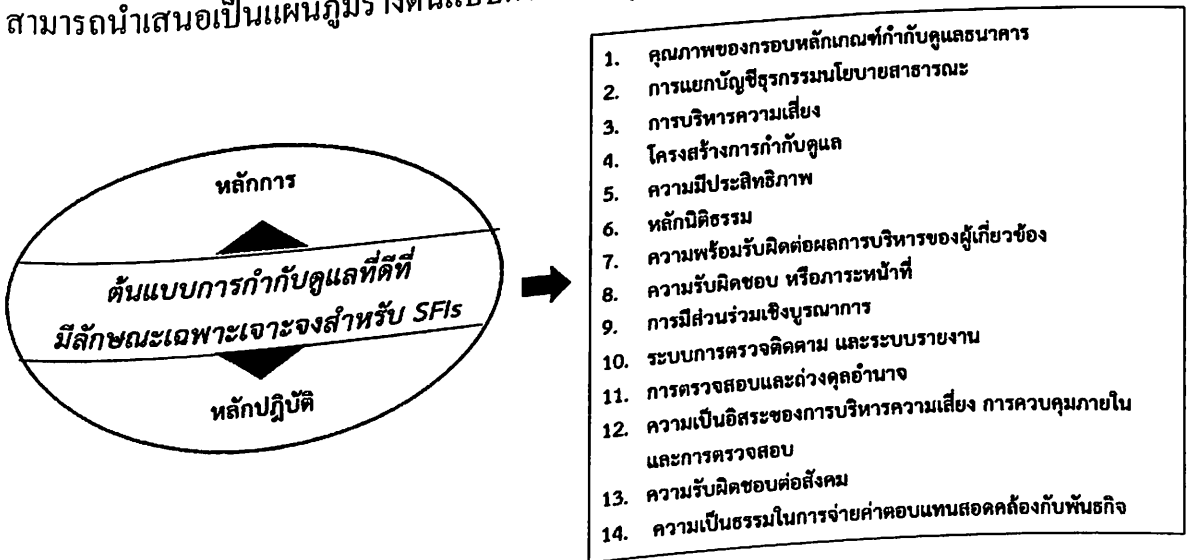 สามารถนำเสนอเป็นแผนภูมิร่างต้นแบบ
หลักการ
ต้นแบบการกำกับดูแลที่ดีที่
มีลักษณะเฉพาะเจาะจงสำหรับ SFIs
หลักปฏิบัติ
1. คุณภาพของกรอบหลักเกณฑ์กำกับดูแลธนาคาร
2. การแยกบัญชีธุรกรรมนโยบายสาธารณะ
3. การบริหารความเสี่ยง
4. โครงสร้างการกำกับดูแล
5. ความมีประสิทธิภาพ
6. หลักนิติธรรม
7. ความพร้อมรับผิดต่อผลการบริหารของผู้เกี่ยวข้อง
8. ความรับผิดชอบ หรือภาระหน้าที่
9. การมีส่วนร่วมเชิงบูรณาการ
10. ระบบการตรวจติดตาม และระบบรายงาน
11. การตรวจสอบและถ่วงดุลอำนาจ
12. ความเป็นอิสระของการบริหารความเสี่ยง การควบคุมภายใน
และการตรวจสอบ
13. ความรับผิดชอบต่อสังคม
14. ความเป็นธรรมในการจ่ายค่าตอบแทนสอดคล้องกับพันธกิจ